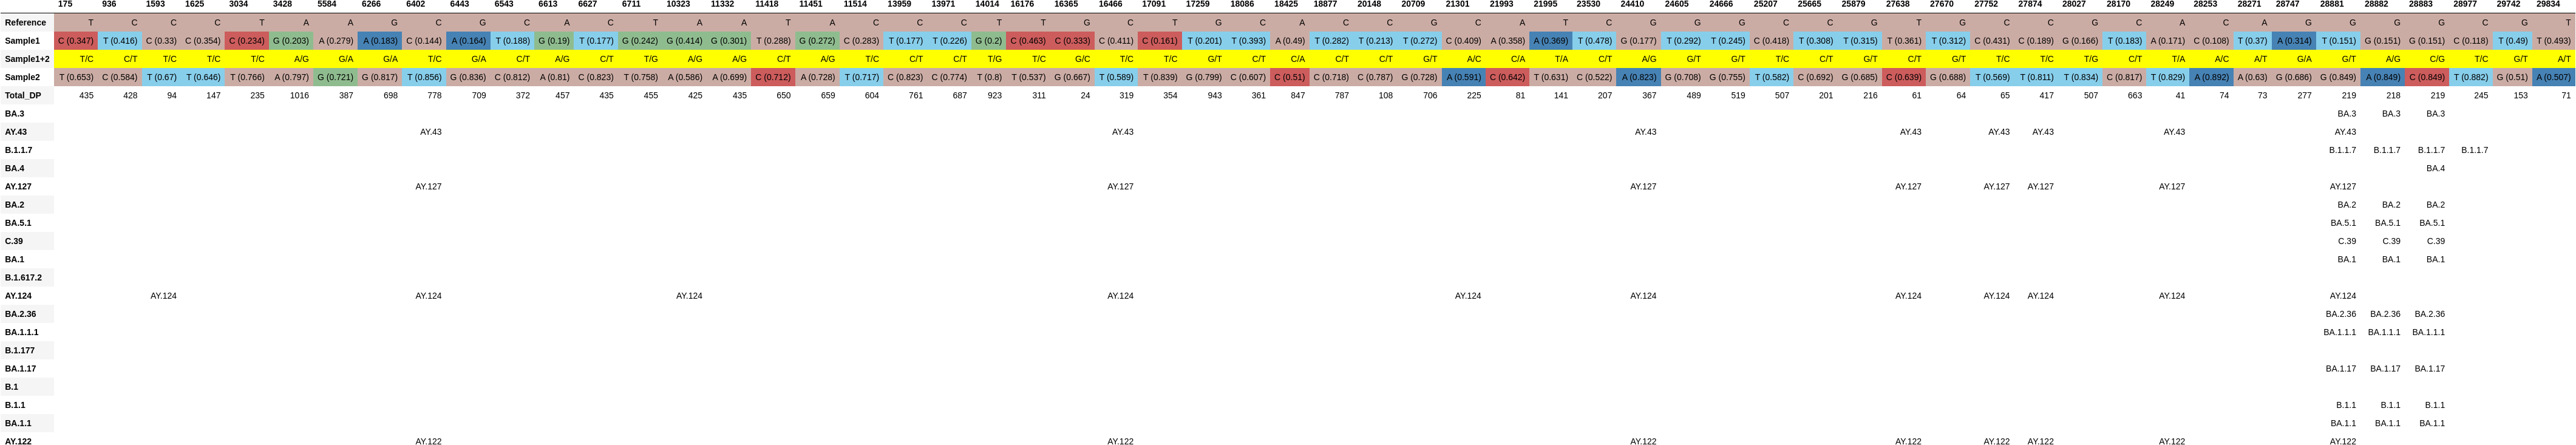 175 936 1593 1625 3034 3428 5584 6266 6402 6443 6543 6613 6627 6711 10323 11332 11418 11451 11514 13959 13971 14014 16176 16365 16466 17091 17259 18086 18425 18877 20148 20709 21301 21993 21995 23530 24410 24605 24666 25207 25665 25879 27638 27670 27752 27874 28027 28170 28249 28253 28271 28747 28881 28882 28883 28977 29742 29834
Reference T C C C T A A G C G C A C T A A T A C C C T T G C T G C A C C G C A T C G G G C C G T G C C G C A C A G G G G C G T
Sample1 C (0.347) T (0.416) C (0.33) C (0.354) C (0.234) G (0.203) A (0.279) A (0.183) C (0.144) A (0.164) T (0.188) G (0.19) T (0.177) G (0.242) G (0.414) G (0.301) T (0.288) G (0.272) C (0.283) T (0.177) T (0.226) G (0.2) C (0.463) C (0.333) C (0.411) C (0.161) T (0.201) T (0.393) A (0.49) T (0.282) T (0.213) T (0.272) C (0.409) A (0.358) A (0.369) T (0.478) G (0.177) T (0.292) T (0.245) C (0.418) T (0.308) T (0.315) T (0.361) T (0.312) C (0.431) C (0.189) G (0.166) T (0.183) A (0.171) C (0.108) T (0.37) A (0.314) T (0.151) G (0.151) G (0.151) C (0.118) T (0.49) T (0.493)
Sample1+2 T/C C/T T/C T/C T/C A/G G/A G/A T/C G/A C/T A/G C/T T/G A/G A/G C/T A/G C/T C/T C/T T/G T/C G/C T/C T/C G/T C/T C/A C/T C/T G/T A/C C/A T/A C/T A/G G/T G/T T/C C/T G/T C/T G/T T/C T/C T/G C/T T/A A/C A/T G/A G/T A/G C/G T/C G/T A/T
Sample2 T (0.653) C (0.584) T (0.67) T (0.646) T (0.766) A (0.797) G (0.721) G (0.817) T (0.856) G (0.836) C (0.812) A (0.81) C (0.823) T (0.758) A (0.586) A (0.699) C (0.712) A (0.728) T (0.717) C (0.823) C (0.774) T (0.8) T (0.537) G (0.667) T (0.589) T (0.839) G (0.799) C (0.607) C (0.51) C (0.718) C (0.787) G (0.728) A (0.591) C (0.642) T (0.631) C (0.522) A (0.823) G (0.708) G (0.755) T (0.582) C (0.692) G (0.685) C (0.639) G (0.688) T (0.569) T (0.811) T (0.834) C (0.817) T (0.829) A (0.892) A (0.63) G (0.686) G (0.849) A (0.849) C (0.849) T (0.882) G (0.51) A (0.507)
Total_DP 435 428 94 147 235 1016 387 698 778 709 372 457 435 455 425 435 650 659 604 761 687 923 311 24 319 354 943 361 847 787 108 706 225 81 141 207 367 489 519 507 201 216 61 64 65 417 507 663 41 74 73 277 219 218 219 245 153 71
BA.3 BA.3 BA.3 BA.3
AY.43 AY.43 AY.43 AY.43 AY.43 AY.43 AY.43 AY.43 AY.43
B.1.1.7 B.1.1.7 B.1.1.7 B.1.1.7 B.1.1.7
BA.4 BA.4
AY.127 AY.127 AY.127 AY.127 AY.127 AY.127 AY.127 AY.127 AY.127
BA.2 BA.2 BA.2 BA.2
BA.5.1 BA.5.1 BA.5.1 BA.5.1
C.39 C.39 C.39 C.39
BA.1 BA.1 BA.1 BA.1
B.1.617.2
AY.124 AY.124 AY.124 AY.124 AY.124 AY.124 AY.124 AY.124 AY.124 AY.124 AY.124 AY.124
BA.2.36 BA.2.36 BA.2.36 BA.2.36
BA.1.1.1 BA.1.1.1 BA.1.1.1 BA.1.1.1
B.1.177
BA.1.17 BA.1.17 BA.1.17 BA.1.17
B.1
B.1.1 B.1.1 B.1.1 B.1.1
BA.1.1 BA.1.1 BA.1.1 BA.1.1
AY.122 AY.122 AY.122 AY.122 AY.122 AY.122 AY.122 AY.122 AY.122